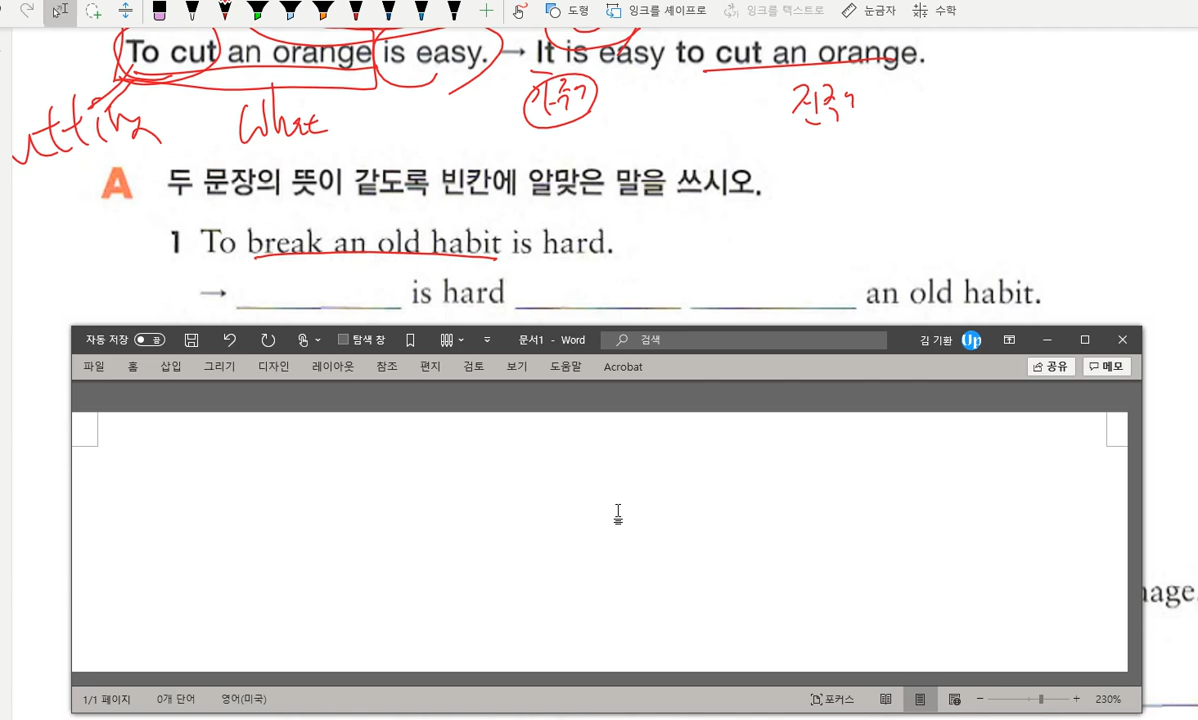 도형 잉크를 셰이프로 잉크를 텍스트로 눈금자 수학
To cut an orange is easy. → It is easy to cut an orange.
utting What 가주어 진주어
A 두 문장의 뜻이 같도록 빈칸에 알맞은 말을 쓰시오.
1 To break an old habit is hard.
→ is hard an old habit.
자동 저장 끔 탐색 창 문서1 - Word 검색 김 기환 Up
파일 홈 삽입 그리기 디자인 레이아웃 참조 편지 검토 보기 도움말 Acrobat 공유 메모
nage.
1/1 페이지 0개 단어 영어(미국) 포커스 230%